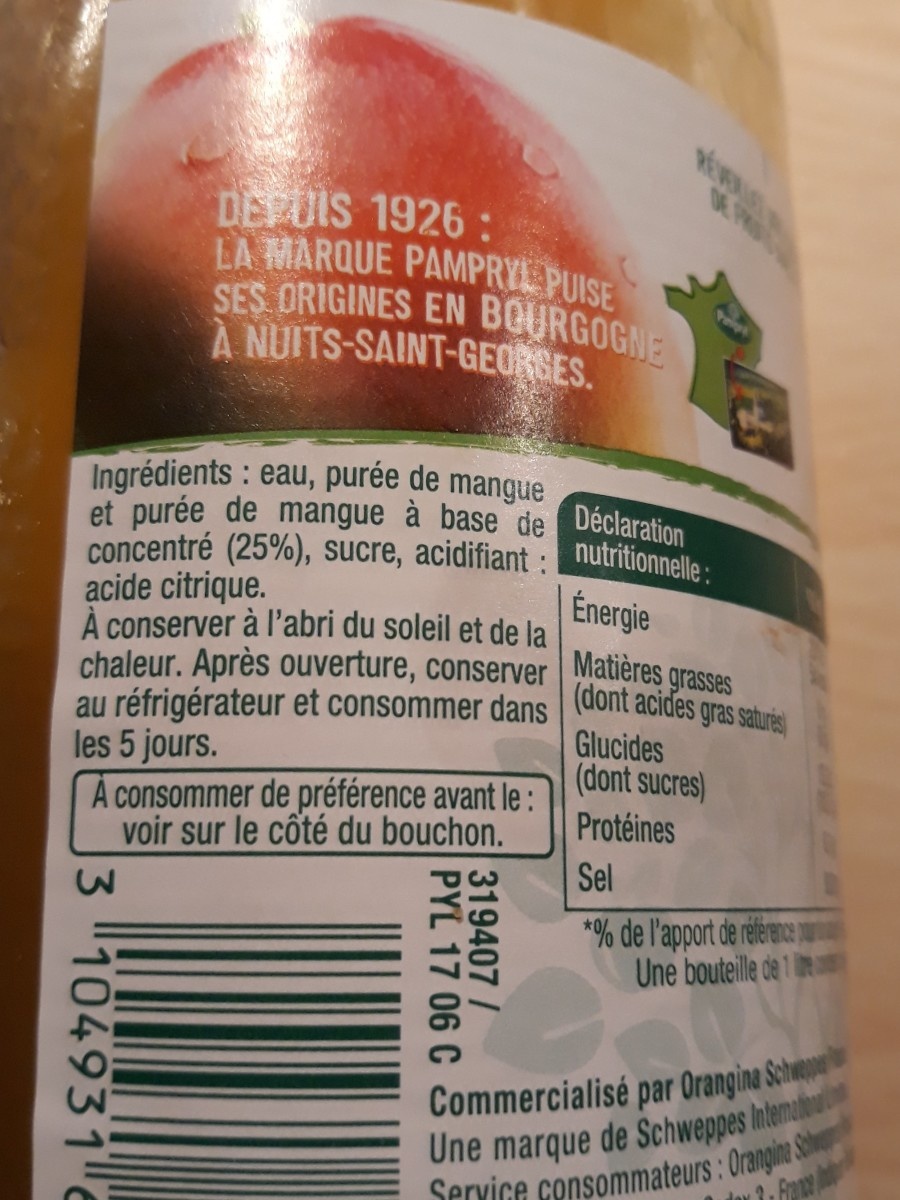 DEPUIS 1926 :
LA MARQUE PAMPRYL PUISE
SES ORIGINES EN BOURGOGNE
À NUITS-SAINT-GEORGES.
Pampryl
Ingrédients : eau, purée de mangue
et purée de mangue à base de
concentré (25%), sucre, acidifiant :
acide citrique.
À conserver à l'abri du soleil et de la
chaleur. Après ouverture, conserver
au réfrigérateur et consommer dans
les 5 jours.
À consommer de préférence avant le :
voir sur le côté du bouchon.
Déclaration
nutritionnelle :
Énergie
Matières grasses
(dont acides gras saturés)
Glucides
(dont sucres)
Protéines
Sel
*% de l'apport de référence
Une bouteille de 1
3 104931
319407 /
PYL 17 06 C
Commercialisé par Orangina Schweppes
Une marque de Schweppes International
Service consommateurs : Orangina